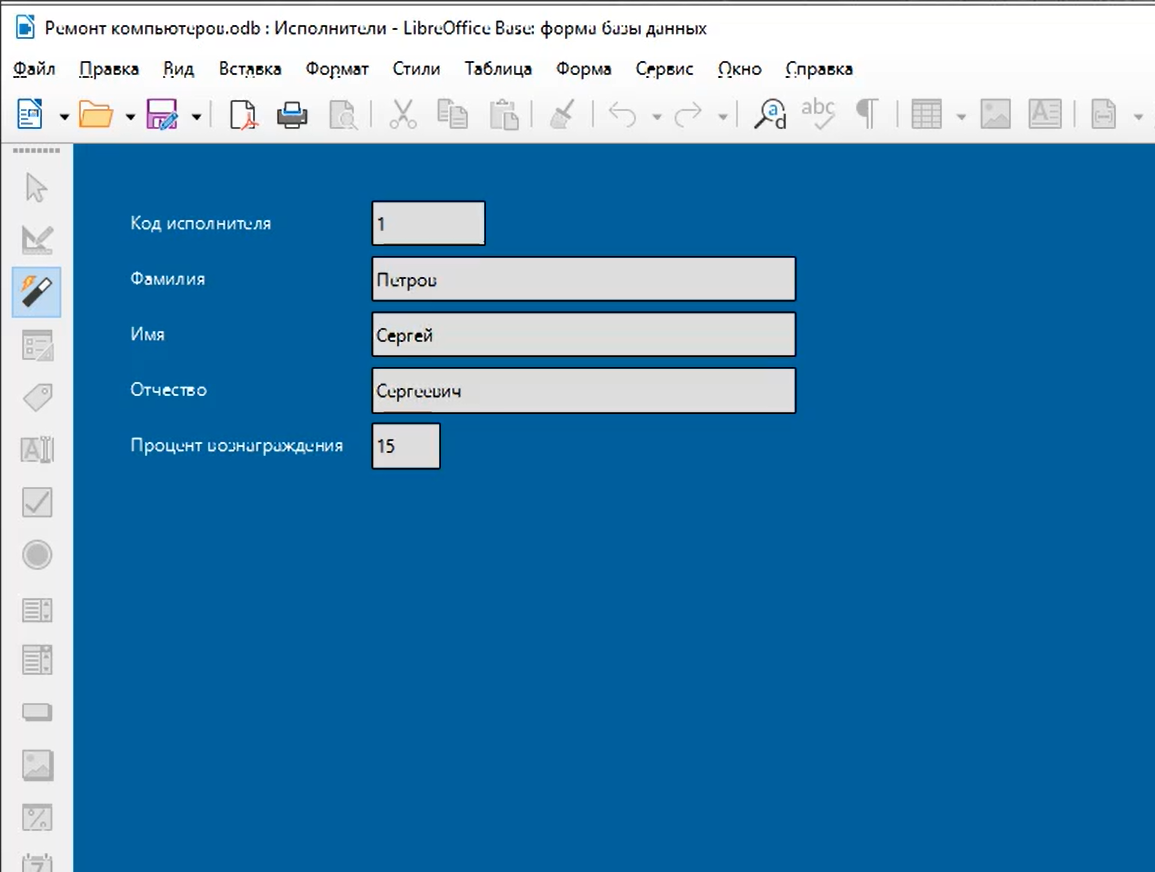 Ремонт компьютеров.odb : Исполнители - LibreOffice Base: форма базы данных
Файл Правка Вид Вставка Формат Стили Таблица Форма Сервис Окно Справка
Код исполнителя 1
Фамилия Петров
Имя Сергей
Отчество Сергеевич
Процент вознаграждения 15